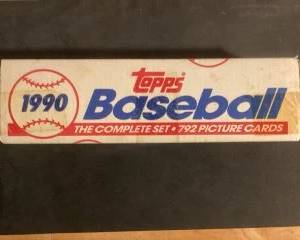 1990
Topps
Baseball
THE COMPLETE SET • 792 PICTURE CARDS